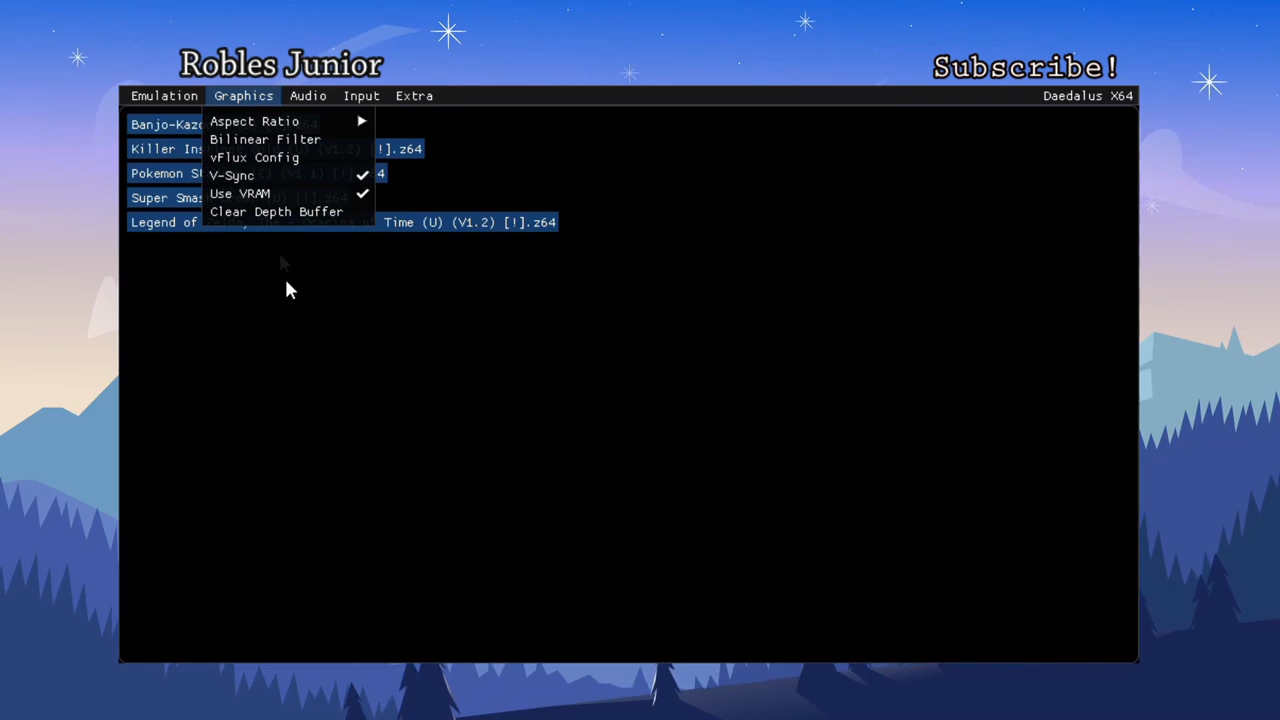 Robles Junior
Subscribe!
Emulation Graphics Audio Input Extra Daedalus X64
Aspect Ratio
Bilinear Filter
vFlux Config
V-Sync
Use VRAM
Clear Depth Buffer
Banjo-Kazo
Killer Ins [!].z64
Pokemon S 4
Super Smas
Legend of Time (U) (V1.2) [!].z64